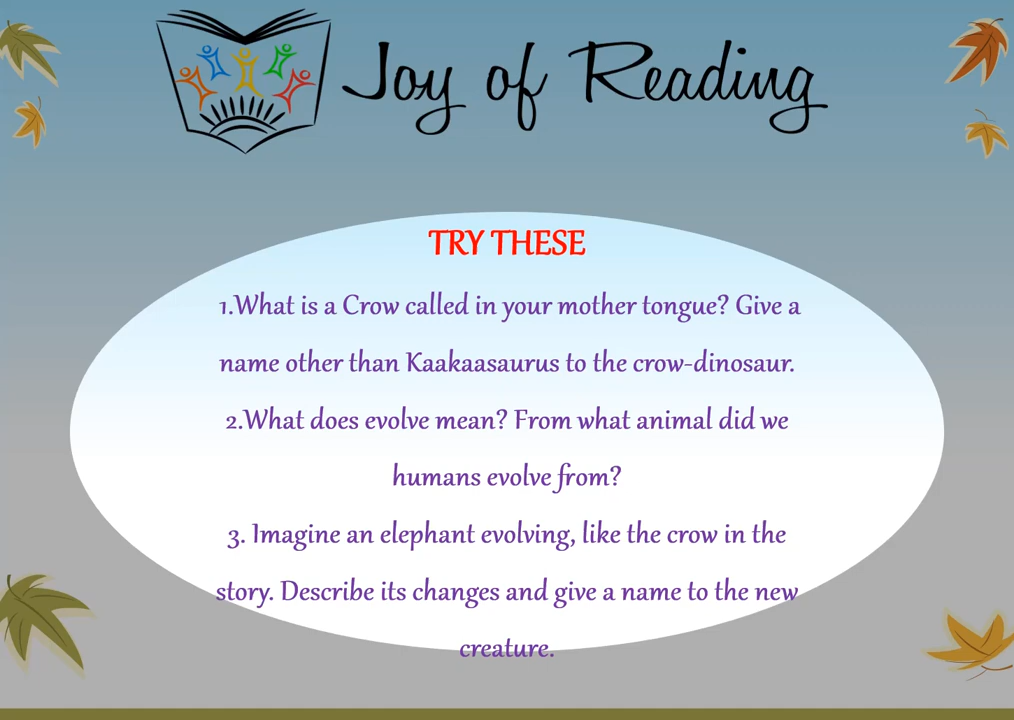 Joy of Reading
TRY THESE
1.What is a Crow called in your mother tongue? Give a
name other than Kaakaasaurus to the crow-dinosaur.
2.What does evolve mean? From what animal did we
humans evolve from?
3. Imagine an elephant evolving, like the crow in the
story. Describe its changes and give a name to the new
creature.